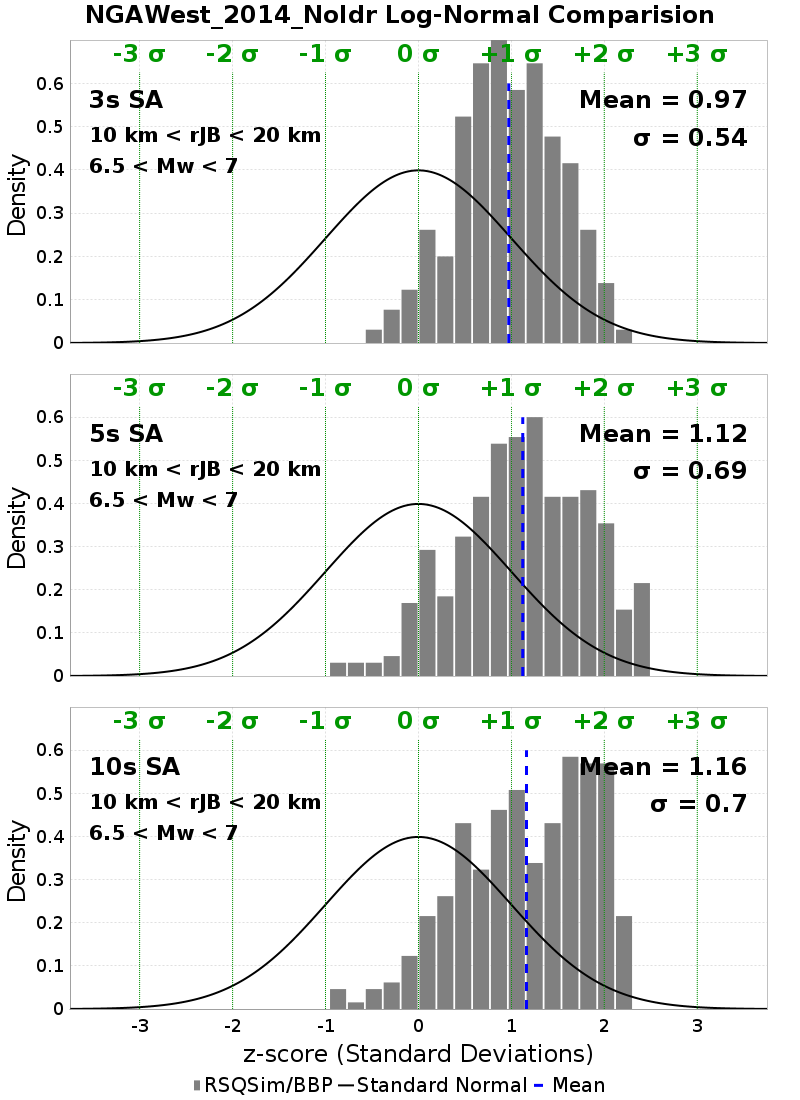 NGAWest_2014_NoIdr Log-Normal Comparision
-3 σ -2 σ -1 σ 0 σ +1 σ +2 σ +3 σ
3s SA
Mean = 0.97
10 km < rJB < 20 km
σ = 0.54
6.5 < Mw < 7
0.6
0.5
0.4
0.3
0.2
0.1
0
Density
-3 σ -2 σ -1 σ 0 σ +1 σ +2 σ +3 σ
5s SA
Mean = 1.12
10 km < rJB < 20 km
σ = 0.69
6.5 < Mw < 7
0.6
0.5
0.4
0.3
0.2
0.1
0
Density
-3 σ -2 σ -1 σ 0 σ +1 σ +2 σ +3 σ
10s SA
Mean = 1.16
10 km < rJB < 20 km
σ = 0.7
6.5 < Mw < 7
0.6
0.5
0.4
0.3
0.2
0.1
0
Density
-3 -2 -1 0 1 2 3
z-score (Standard Deviations)
RSQSim/BBP Standard Normal Mean